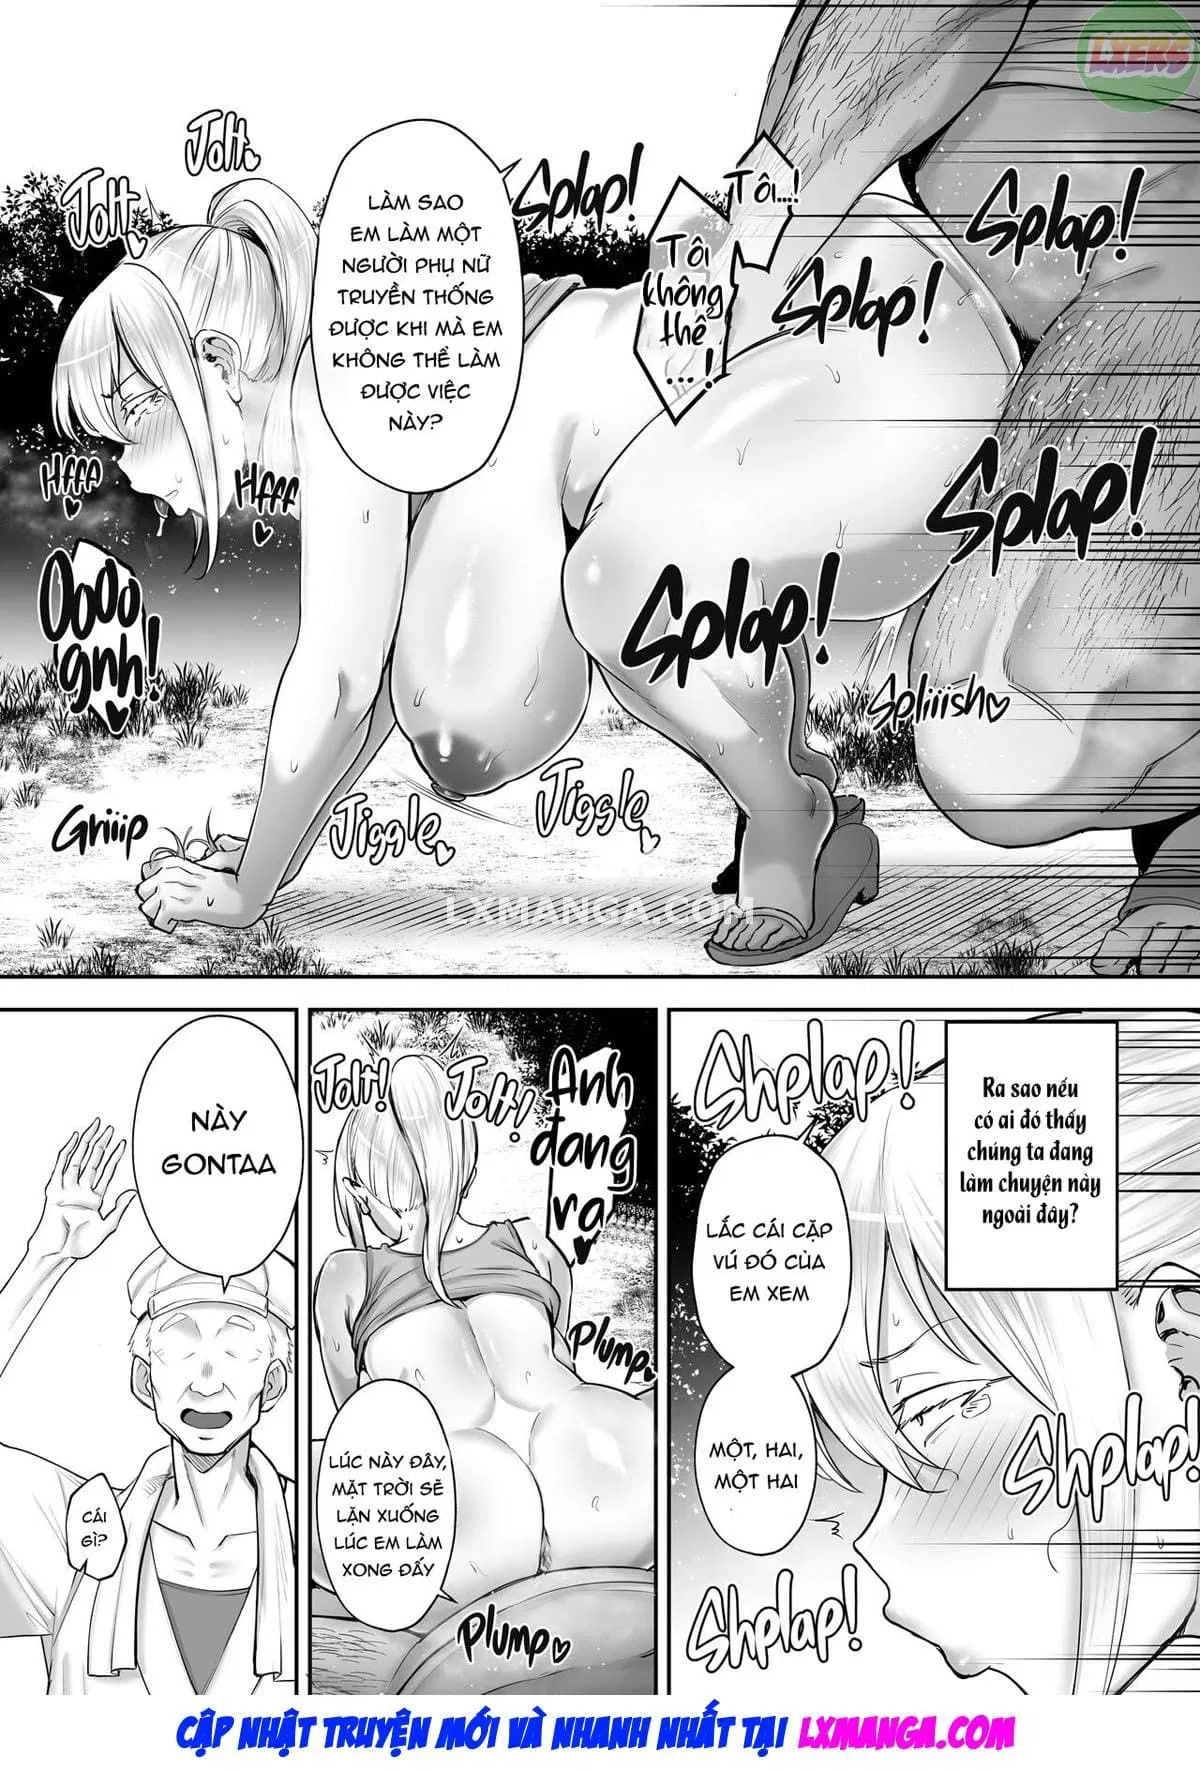 LXERS
Jolt
Jolt
Splap!
Tôi...!
Splap!
LÀM SAO
EM LÀM MỘT
NGƯỜI PHỤ NỮ
TRUYỀN THỐNG
ĐƯỢC KHI MÀ EM
KHÔNG THỂ LÀM
ĐƯỢC VIỆC
NÀY?
Tôi
không
thể
...!
Splap!
Hfff
Hfff
Splap!
Oooo
gnh!
Splap!
Spliiish
Griiip
Jiggle
Jiggle
LXMANGA.COM
Shplap!
Ra sao nếu
có ai đó thấy
chúng ta đang
làm chuyện này
ngoài đây?
LẮC CÁI CẶP
VÚ ĐÓ CỦA
EM XEM
MỘT, HAI,
MỘT HAI
Shplap!
Shplap!
Jolt!
Jolt!
Anh
đang
ra
Plump
LÚC NÀY ĐÂY,
MẶT TRỜI SẼ
LẶN XUỐNG
LÚC EM LÀM
XONG ĐẤY
Plump
NÀY
GONTAA
CÁI
GÌ?
CẬP NHẬT TRUYỆN MỚI VÀ NHANH NHẤT TẠI LXMANGA.COM